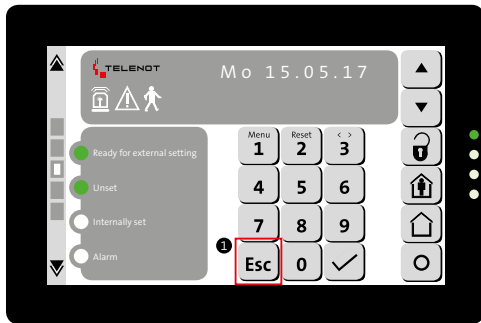 TELENOT
Mo 15.05.17
Ready for external setting
Unset
Internally set
Alarm
Menu Reset < >
1 2 3
4 5 6
7 8 9
1
Esc 0